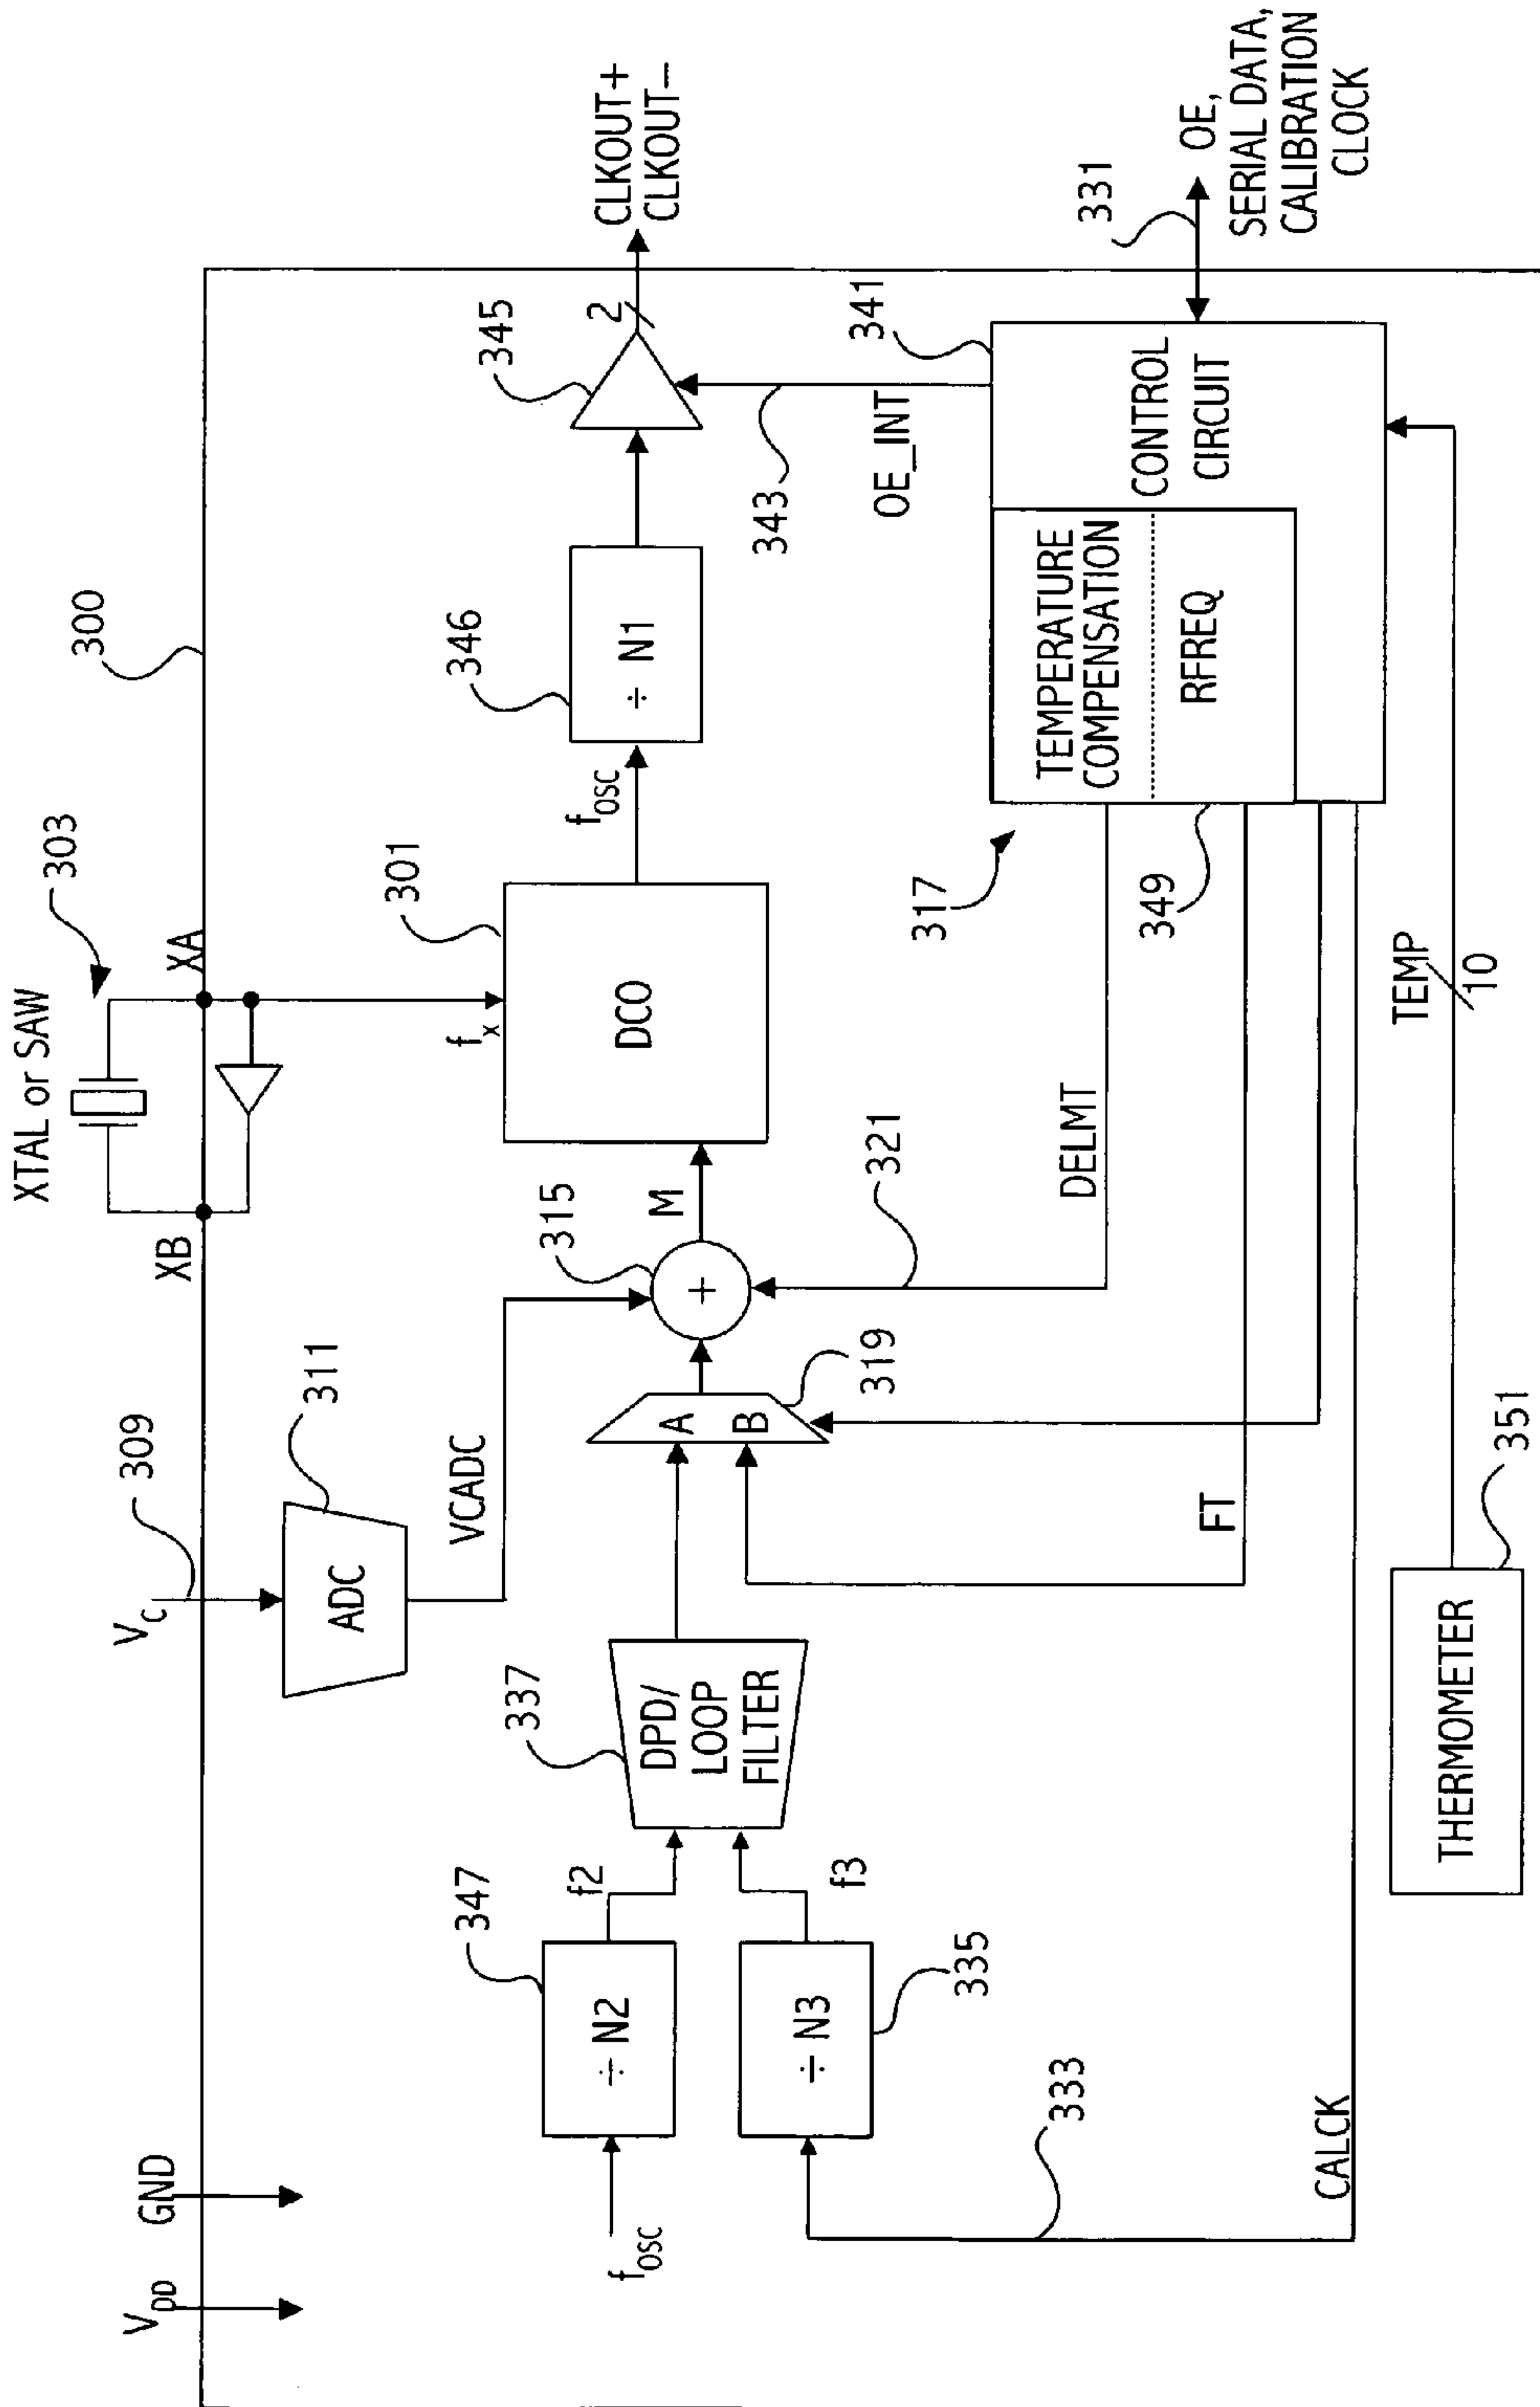 V_DD
GND
V_C
309
XB
XTAL or SAW
303
XA
300
ADC
311
VCADC
f_x
301
DCO
f_OSC
346
÷ N1
345
2
CLKOUT+
CLKOUT−
f_OSC
347
÷ N2
f2
337
DPD/
LOOP
FILTER
A
B
319
315
+
M
÷ N3
335
f3
333
CALCK
FT
DELMT
321
317
349
TEMPERATURE
COMPENSATION
RFREQ
CONTROL
CIRCUIT
341
343
OE_INT
331
OE,
SERIAL DATA,
CALIBRATION
CLOCK
THERMOMETER
351
TEMP
10